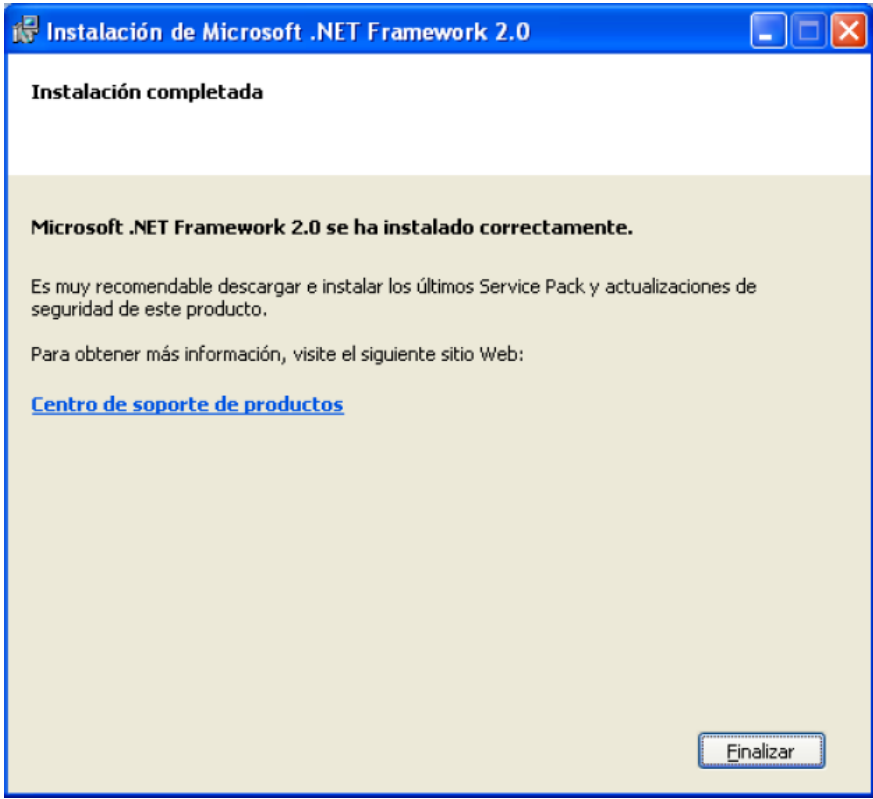 Instalación de Microsoft .NET Framework 2.0
Instalación completada
Microsoft .NET Framework 2.0 se ha instalado correctamente.
Es muy recomendable descargar e instalar los últimos Service Pack y actualizaciones de
seguridad de este producto.
Para obtener más información, visite el siguiente sitio Web:
Centro de soporte de productos
Finalizar